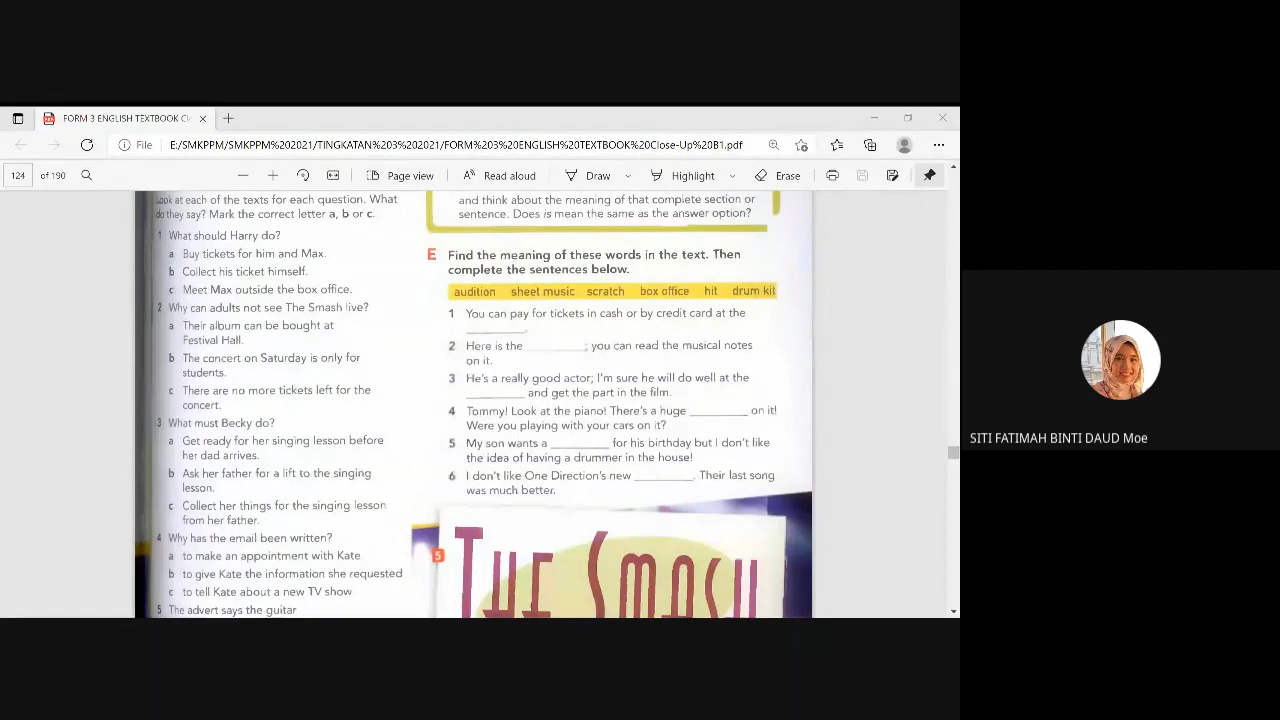 FORM 3 ENGLISH TEXTBOOK Cl
File E:/SMKPPM/SMKPPM%202021/TINGKATAN%203%202021/FORM%203%20ENGLISH%20TEXTBOOK%20Close-Up%20B1.pdf
124 of 190 Page view Read aloud Draw Highlight Erase
Look at each of the texts for each question. What
do they say? Mark the correct letter a, b or c.
1 What should Harry do?
a Buy tickets for him and Max.
b Collect his ticket himself.
c Meet Max outside the box office.
2 Why can adults not see The Smash live?
a Their album can be bought at
Festival Hall.
b The concert on Saturday is only for
students.
c There are no more tickets left for the
concert.
3 What must Becky do?
a Get ready for her singing lesson before
her dad arrives.
b Ask her father for a lift to the singing
lesson.
c Collect her things for the singing lesson
from her father.
4 Why has the email been written?
a to make an appointment with Kate
b to give Kate the information she requested
c to tell Kate about a new TV show
5 The advert says the guitar
and think about the meaning of that complete section or
sentence. Does is mean the same as the answer option?
E Find the meaning of these words in the text. Then
complete the sentences below.
audition sheet music scratch box office hit drum kit
1 You can pay for tickets in cash or by credit card at the
__________.
2 Here is the __________; you can read the musical notes
on it.
3 He's a really good actor; I'm sure he will do well at the
__________ and get the part in the film.
4 Tommy! Look at the piano! There's a huge __________ on it!
Were you playing with your cars on it?
5 My son wants a __________ for his birthday but I don't like
the idea of having a drummer in the house!
6 I don't like One Direction's new __________. Their last song
was much better.
5
THE SMASH
SITI FATIMAH BINTI DAUD Moe